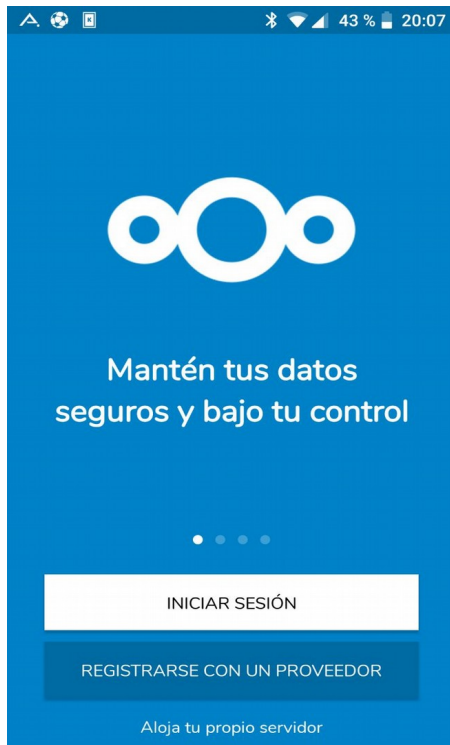 43 % 20:07
Mantén tus datos
seguros y bajo tu control
INICIAR SESIÓN
REGISTRARSE CON UN PROVEEDOR
Aloja tu propio servidor